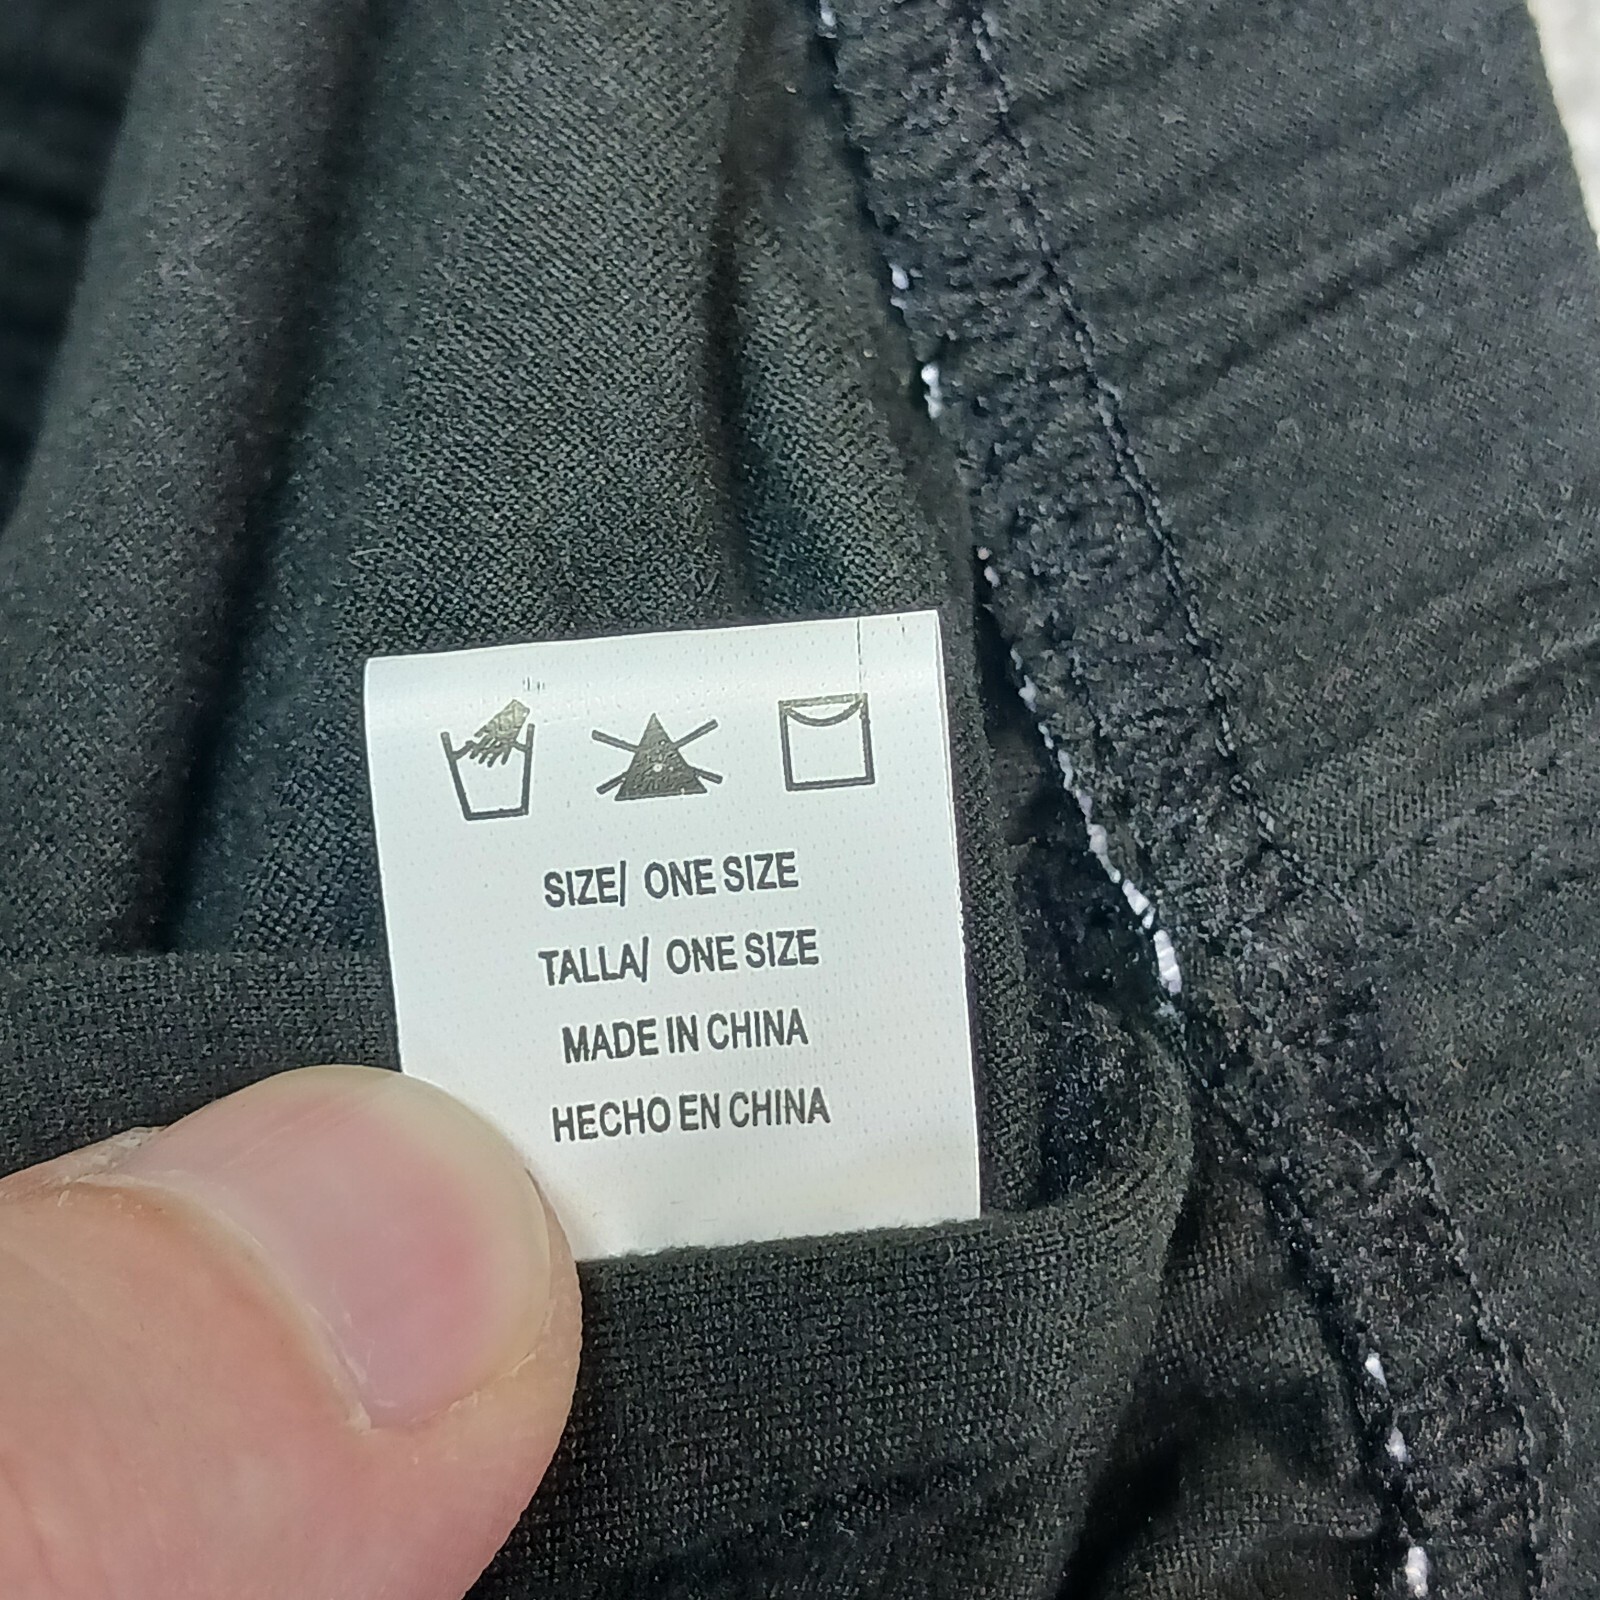 SIZE/ ONE SIZE
TALLA/ ONE SIZE
MADE IN CHINA
HECHO EN CHINA